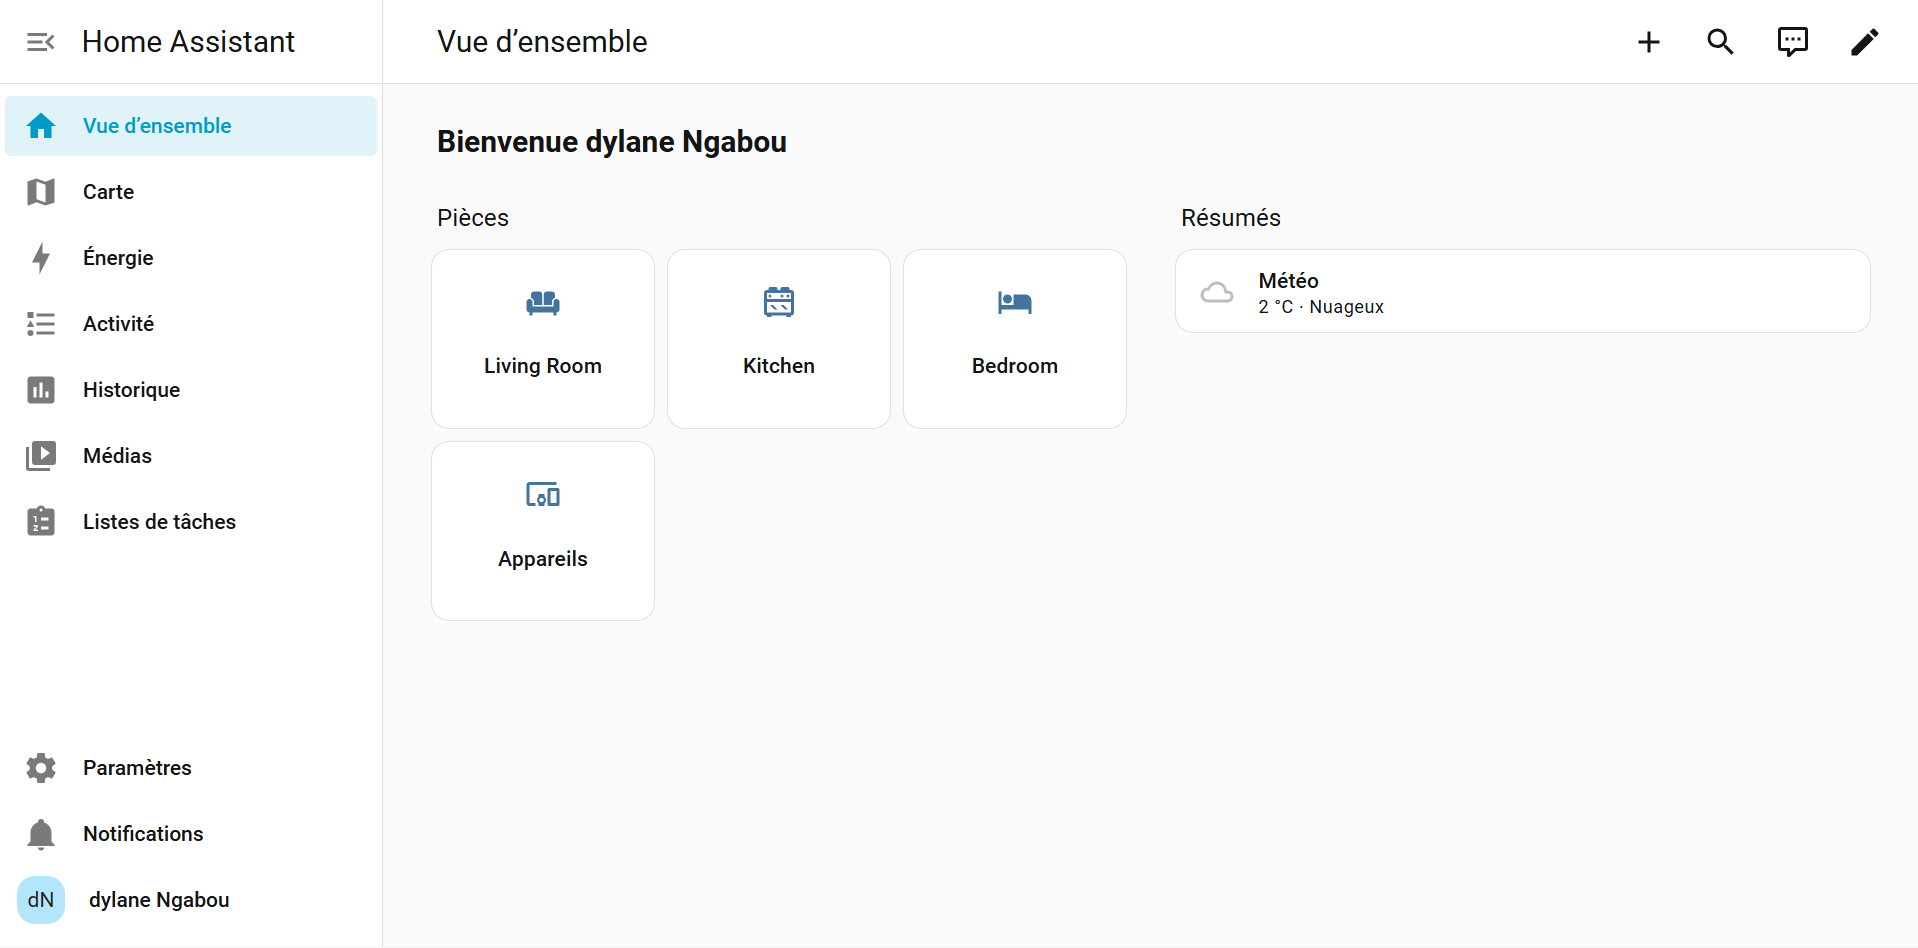 Home Assistant
Vue d’ensemble
Vue d’ensemble
Carte
Énergie
Activité
Historique
Médias
Listes de tâches
Paramètres
Notifications
dN dylane Ngabou
Bienvenue dylane Ngabou
Pièces
Living Room
Kitchen
Bedroom
Appareils
Résumés
Météo
2 °C · Nuageux